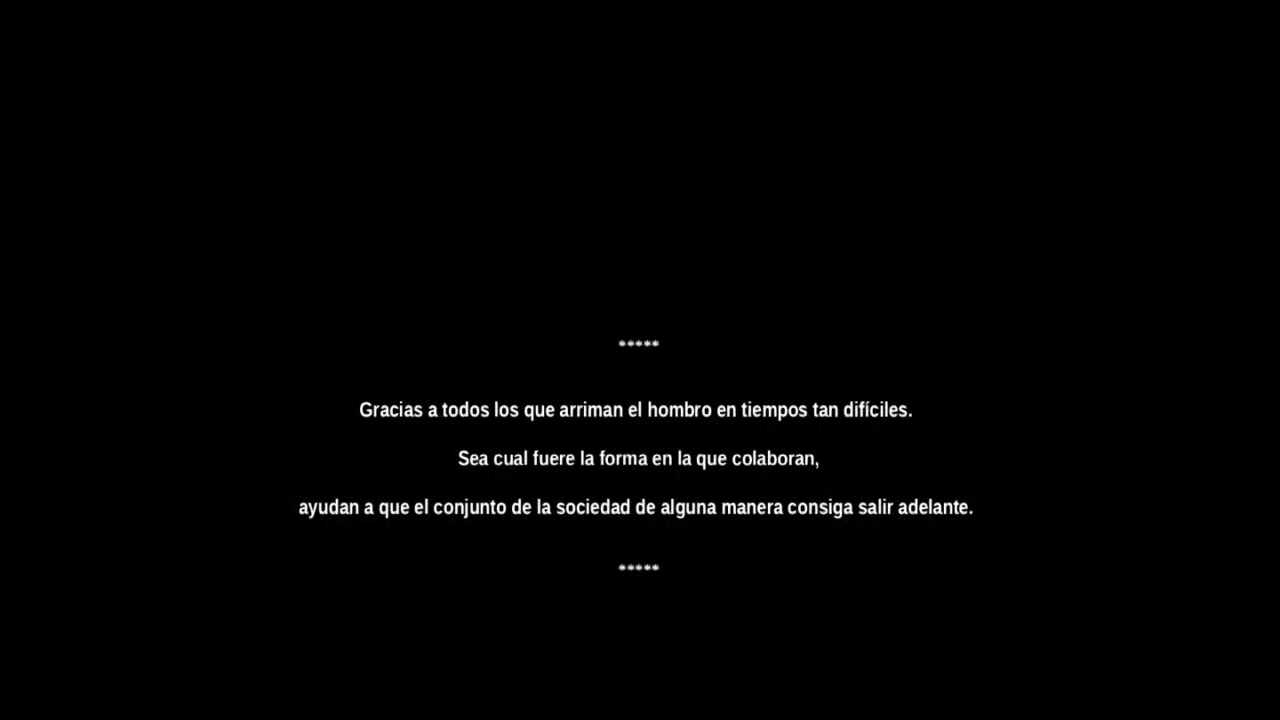 *****
Gracias a todos los que arriman el hombro en tiempos tan difíciles.
Sea cual fuere la forma en la que colaboran,
ayudan a que el conjunto de la sociedad de alguna manera consiga salir adelante.
*****